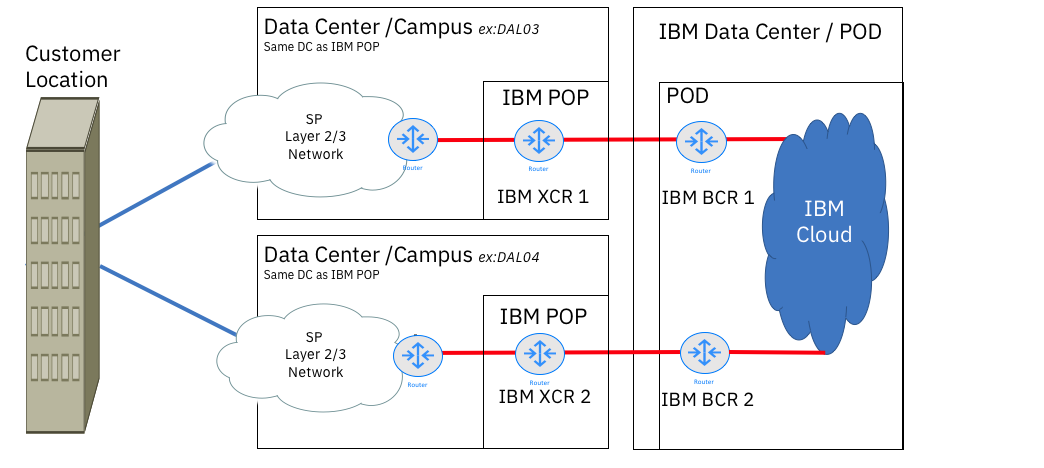 Customer
Location
Data Center /Campus ex:DAL03
Same DC as IBM POP
SP
Layer 2/3
Network
Router
IBM POP
Router
IBM XCR 1
IBM Data Center / POD
POD
Router
IBM BCR 1
IBM
Cloud
Data Center /Campus ex:DAL04
Same DC as IBM POP
SP
Layer 2/3
Network
Router
IBM POP
Router
IBM XCR 2
Router
IBM BCR 2